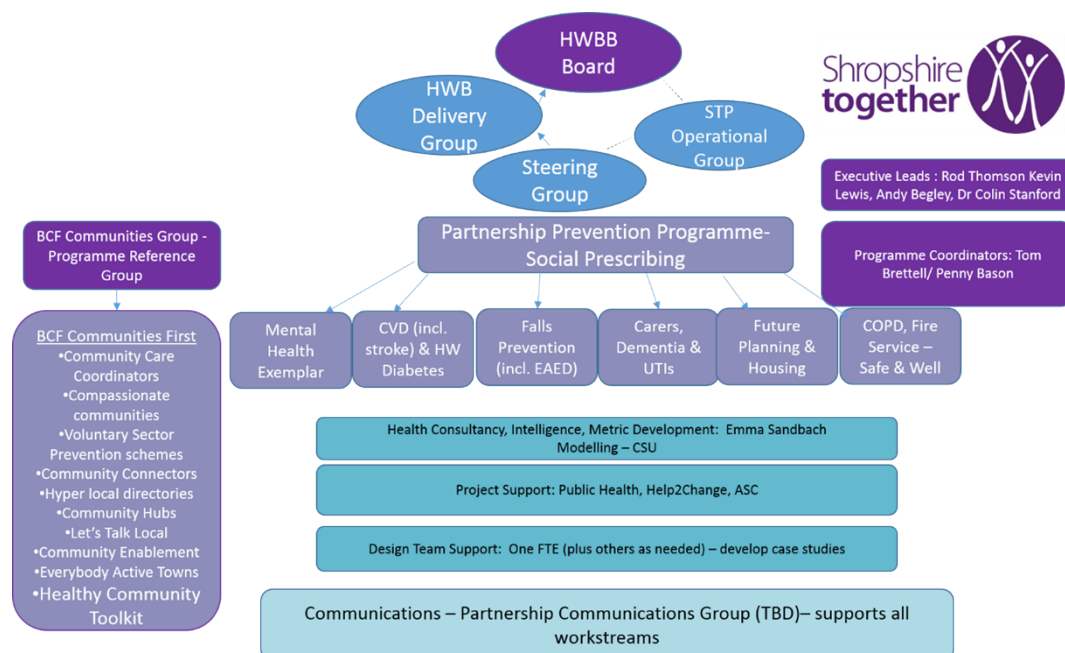 HWBB
Board
HWB
Delivery
Group
STP
Operational
Group
Steering
Group
Shropshire
together
Executive Leads : Rod Thomson Kevin
Lewis, Andy Begley, Dr Colin Stanford
Programme Coordinators: Tom
Brettell/ Penny Bason
BCF Communities Group -
Programme Reference
Group
Partnership Prevention Programme-
Social Prescribing
Mental
Health
Exemplar
CVD (incl.
stroke) & HW
Diabetes
Falls
Prevention
(incl. EAED)
Carers,
Dementia &
UTIs
Future
Planning &
Housing
COPD, Fire
Service –
Safe & Well
BCF Communities First
•Community Care
Coordinators
•Compassionate
communities
•Voluntary Sector
Prevention schemes
•Community Connectors
•Hyper local directories
•Community Hubs
•Let's Talk Local
•Community Enablement
•Everybody Active Towns
•Healthy Community
Toolkit
Health Consultancy, Intelligence, Metric Development: Emma Sandbach
Modelling – CSU
Project Support: Public Health, Help2Change, ASC
Design Team Support: One FTE (plus others as needed) – develop case studies
Communications – Partnership Communications Group (TBD)– supports all
workstreams